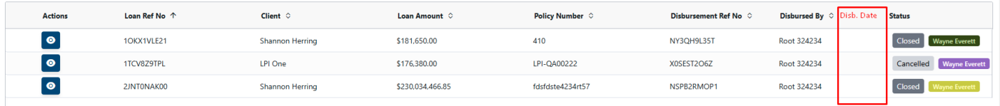 Actions Loan Ref No Client Loan Amount Policy Number Disbursement Ref No Disbursed By Disb. Date Status
1OKX1VLE21 Shannon Herring $181,650.00 410 NY3QH9L35T Root 324234 Closed Wayne Everett
1TCV8Z9TPL LPI One $176,380.00 LPI-QA00222 X0SEST2O6Z Root 324234 Cancelled Wayne Everett
2JNT0NAK00 Shannon Herring $230,034,466.85 fdsfdste4234rt57 NSPB2RMOP1 Root 324234 Closed Wayne Everett